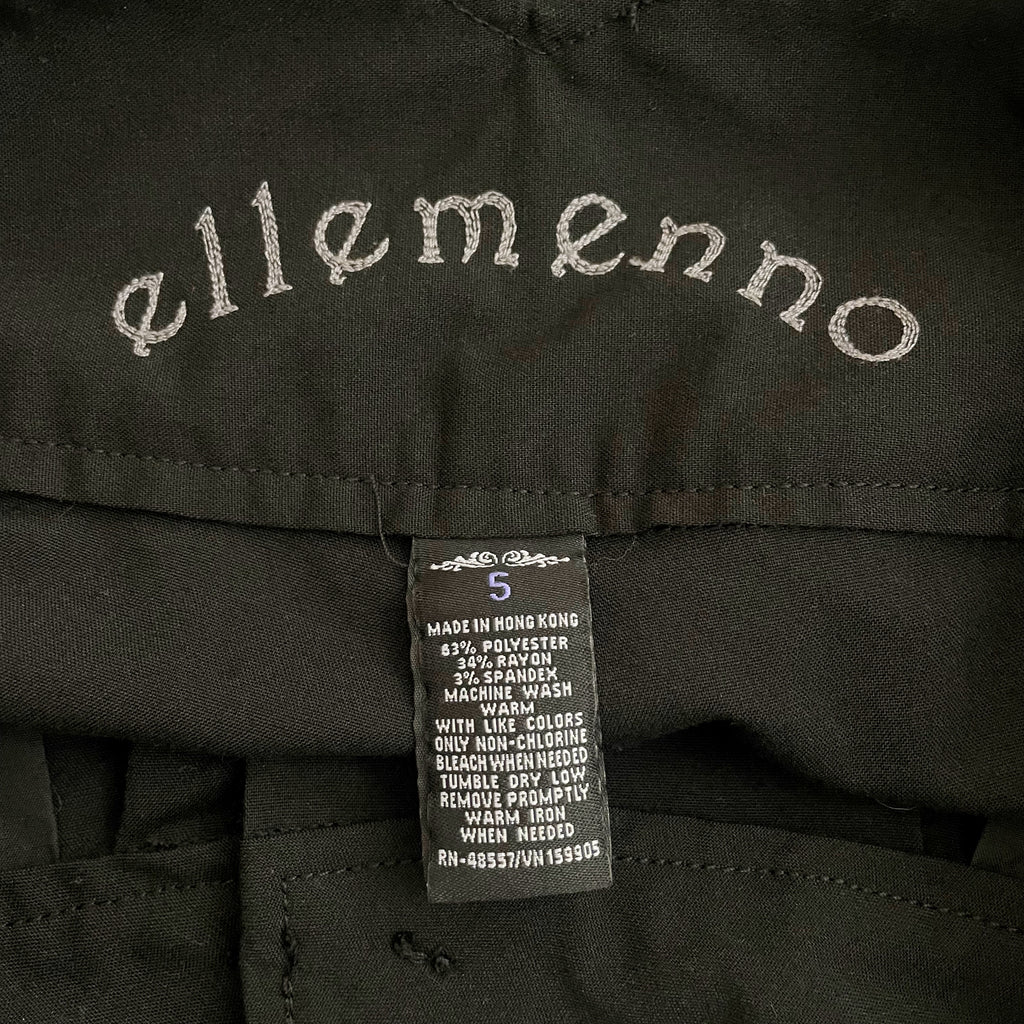 ellemenno
5
MADE IN HONG KONG
63% POLYESTER
34% RAYON
3% SPANDEX
MACHINE WASH
WARM
WITH LIKE COLORS
ONLY NON-CHLORINE
BLEACH WHEN NEEDED
TUMBLE DRY LOW
REMOVE PROMPTLY
WARM IRON
WHEN NEEDED
RN-48557/VN159905